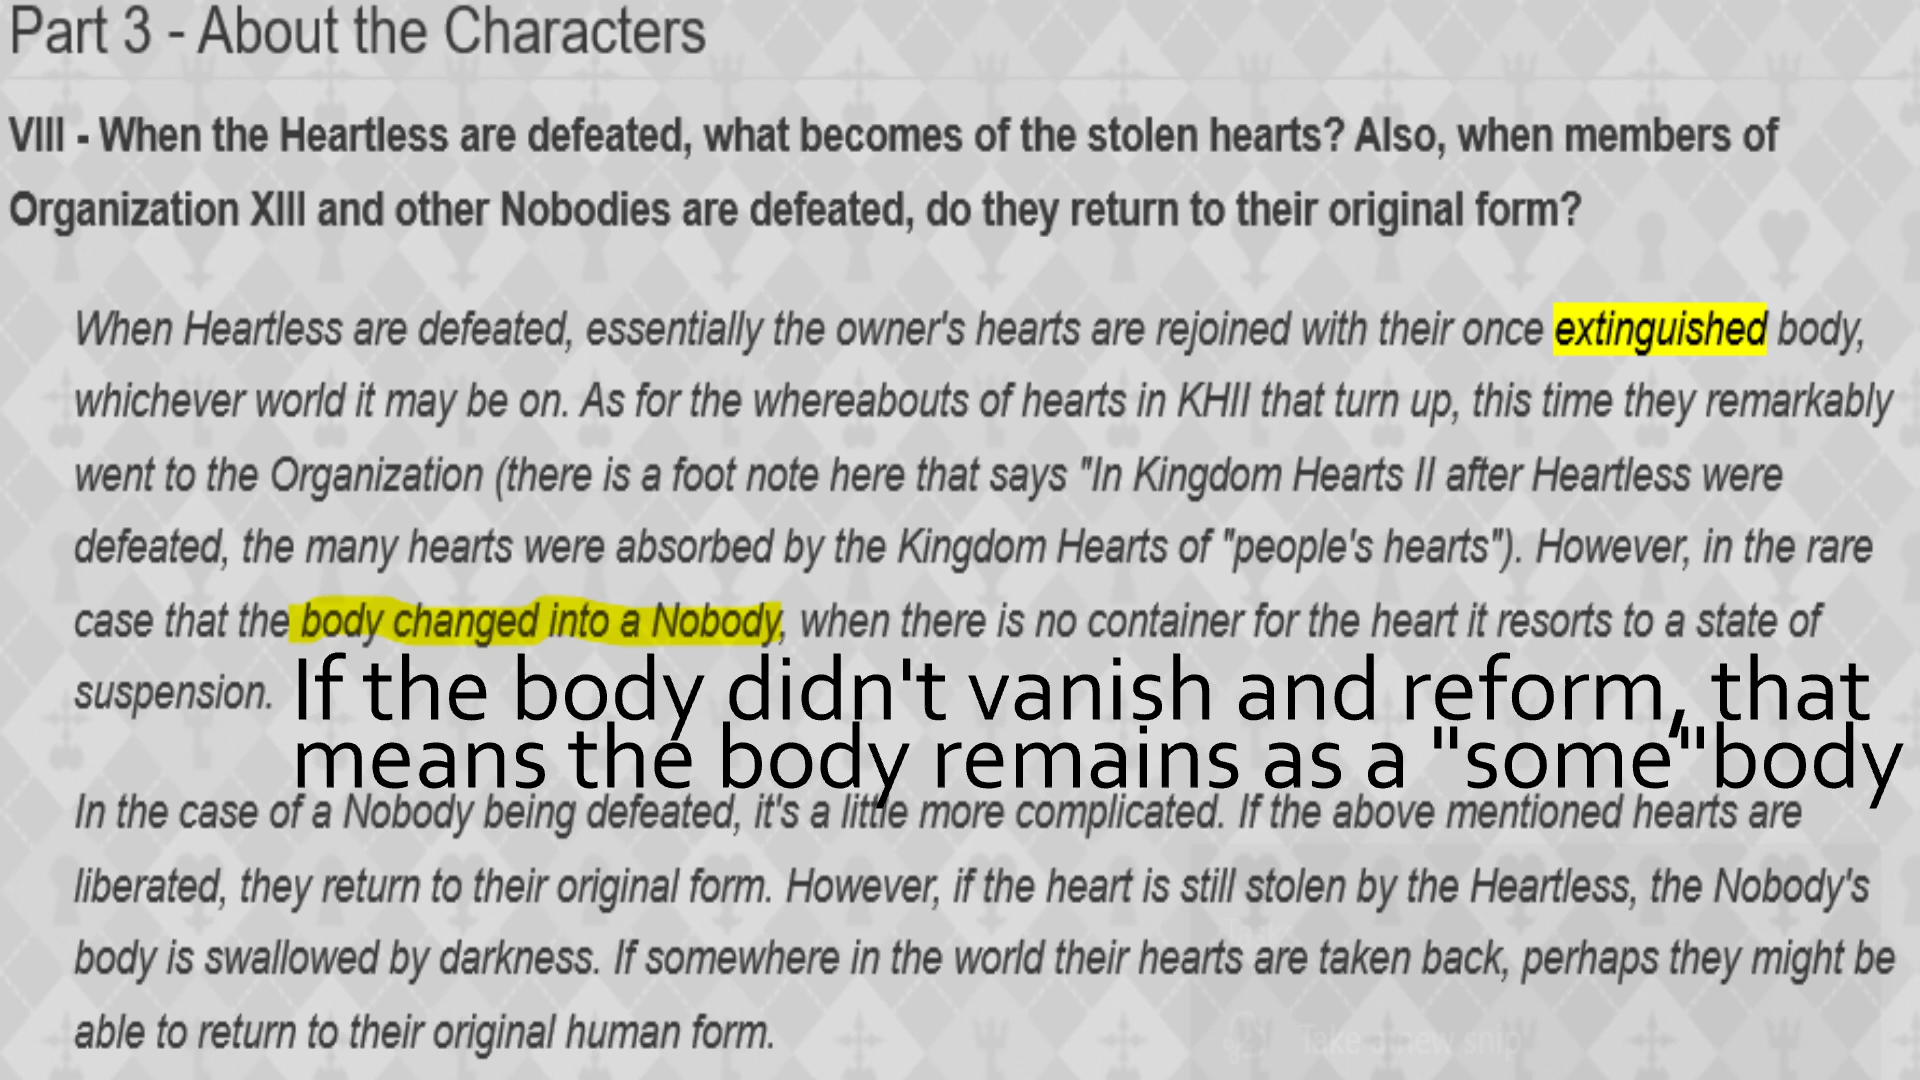 Part 3 - About the Characters
VIII - When the Heartless are defeated, what becomes of the stolen hearts? Also, when members of
Organization XIII and other Nobodies are defeated, do they return to their original form?
When Heartless are defeated, essentially the owner's hearts are rejoined with their once extinguished body,
whichever world it may be on. As for the whereabouts of hearts in KHII that turn up, this time they remarkably
went to the Organization (there is a foot note here that says "In Kingdom Hearts II after Heartless were
defeated, the many hearts were absorbed by the Kingdom Hearts of "people's hearts"). However, in the rare
case that the body changed into a Nobody, when there is no container for the heart it resorts to a state of
suspension.
If the body didn't vanish and reform, that
means the body remains as a "some"body
In the case of a Nobody being defeated, it's a little more complicated. If the above mentioned hearts are
liberated, they return to their original form. However, if the heart is still stolen by the Heartless, the Nobody's
body is swallowed by darkness. If somewhere in the world their hearts are taken back, perhaps they might be
able to return to their original human form.
Take a new snip